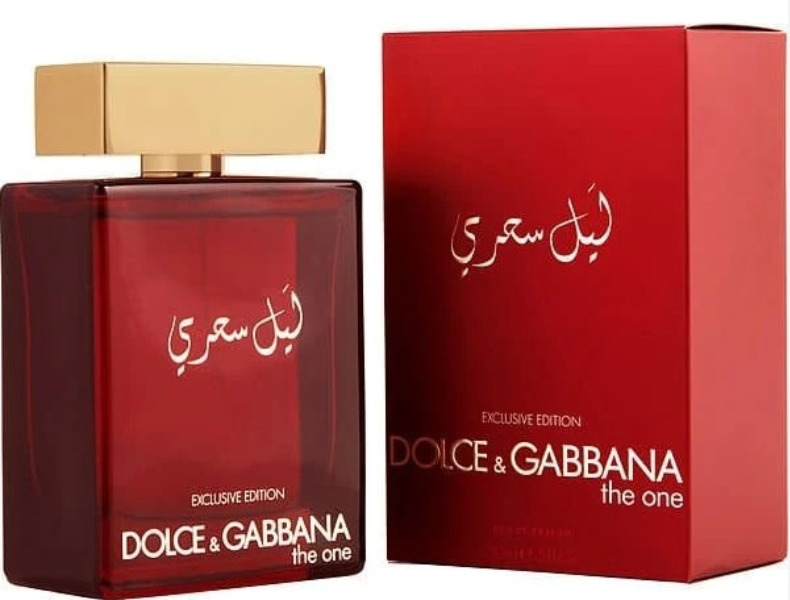 ليل سحري
EXCLUSIVE EDITION
DOLCE & GABBANA
the one
ليل سحري
EXCLUSIVE EDITION
DOLCE & GABBANA
the one